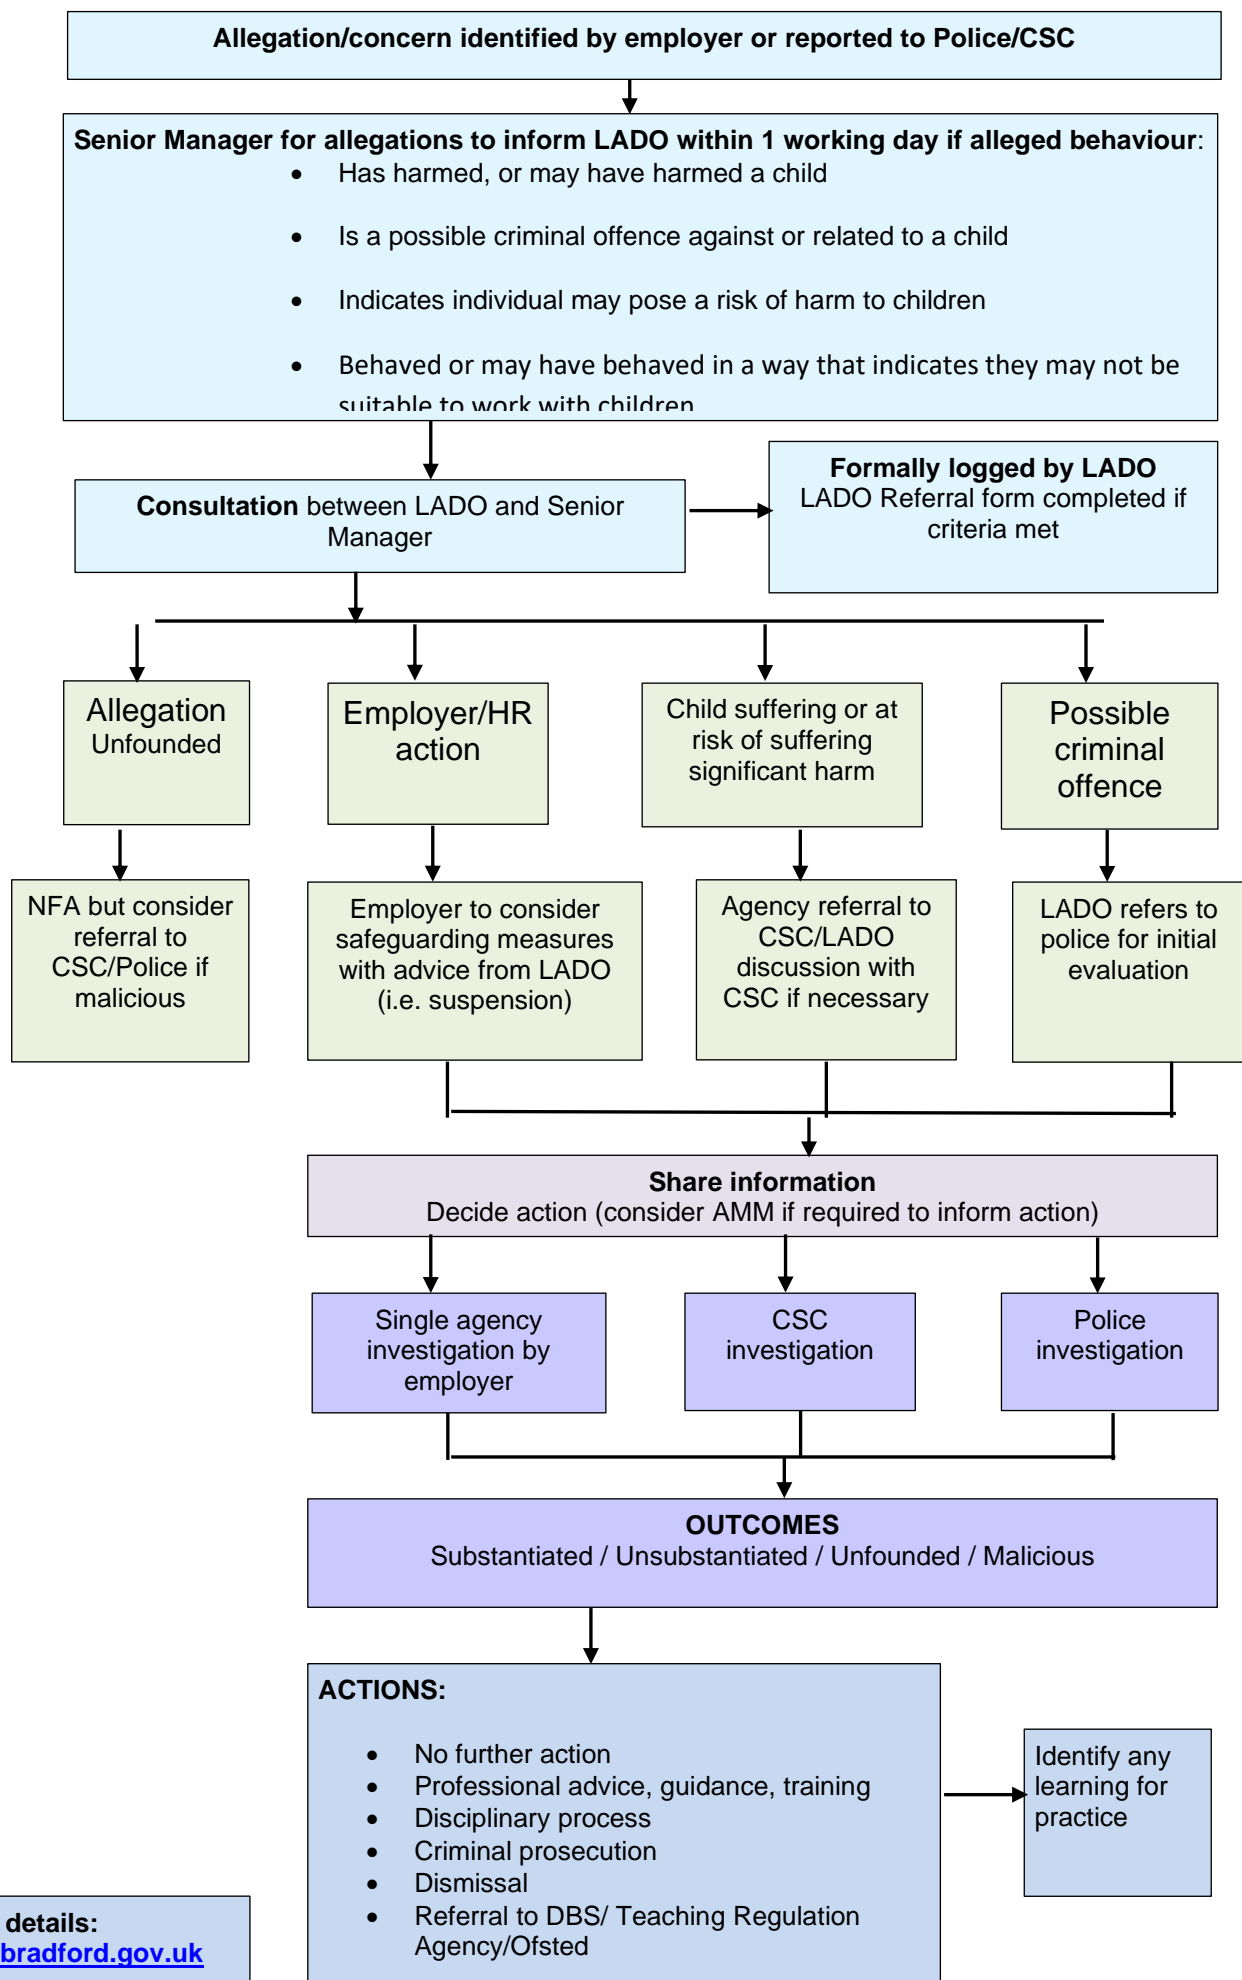 Allegation/concern identified by employer or reported to Police/CSC
Senior Manager for allegations to inform LADO within 1 working day if alleged behaviour:
• Has harmed, or may have harmed a child
• Is a possible criminal offence against or related to a child
• Indicates individual may pose a risk of harm to children
• Behaved or may have behaved in a way that indicates they may not be
suitable to work with children
Consultation between LADO and Senior
Manager
Formally logged by LADO
LADO Referral form completed if
criteria met
Allegation
Unfounded
Employer/HR
action
Child suffering or at
risk of suffering
significant harm
Possible
criminal
offence
NFA but consider
referral to
CSC/Police if
malicious
Employer to consider
safeguarding measures
with advice from LADO
(i.e. suspension)
Agency referral to
CSC/LADO
discussion with
CSC if necessary
LADO refers to
police for initial
evaluation
Share information
Decide action (consider AMM if required to inform action)
Single agency
investigation by
employer
CSC
investigation
Police
investigation
OUTCOMES
Substantiated / Unsubstantiated / Unfounded / Malicious
ACTIONS:
• No further action
• Professional advice, guidance, training
• Disciplinary process
• Criminal prosecution
• Dismissal
• Referral to DBS/ Teaching Regulation
Agency/Ofsted
Identify any
learning for
practice
details:
bradford.gov.uk